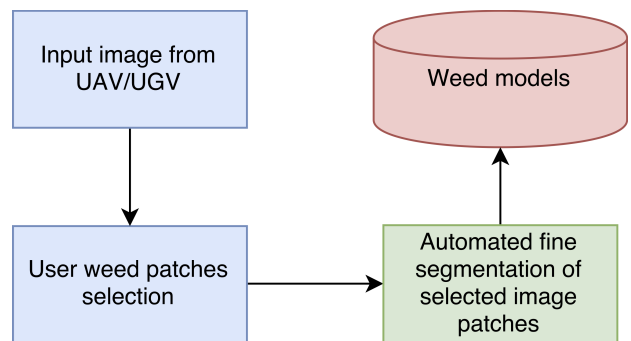 Input image from
UAV/UGV
Weed models
User weed patches
selection
Automated fine
segmentation of
selected image
patches